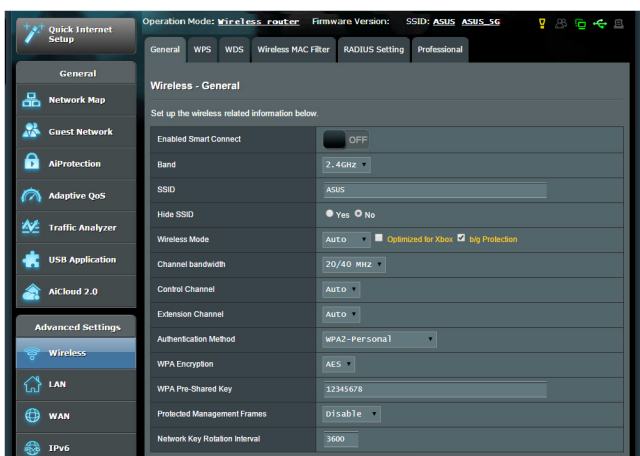 Quick Internet
Setup
Operation Mode: Wireless router Firmware Version: SSID: ASUS ASUS_5G
General WPS WDS Wireless MAC Filter RADIUS Setting Professional
General
Network Map
Guest Network
AiProtection
Adaptive QoS
Traffic Analyzer
USB Application
AiCloud 2.0
Advanced Settings
Wireless
LAN
WAN
IPv6
Wireless - General
Set up the wireless related information below.
Enabled Smart Connect OFF
Band 2.4GHz
SSID ASUS
Hide SSID Yes No
Wireless Mode Auto Optimized for Xbox b/g Protection
Channel bandwidth 20/40 MHz
Control Channel Auto
Extension Channel Auto
Authentication Method WPA2-Personal
WPA Encryption AES
WPA Pre-Shared Key 12345678
Protected Management Frames Disable
Network Key Rotation Interval 3600